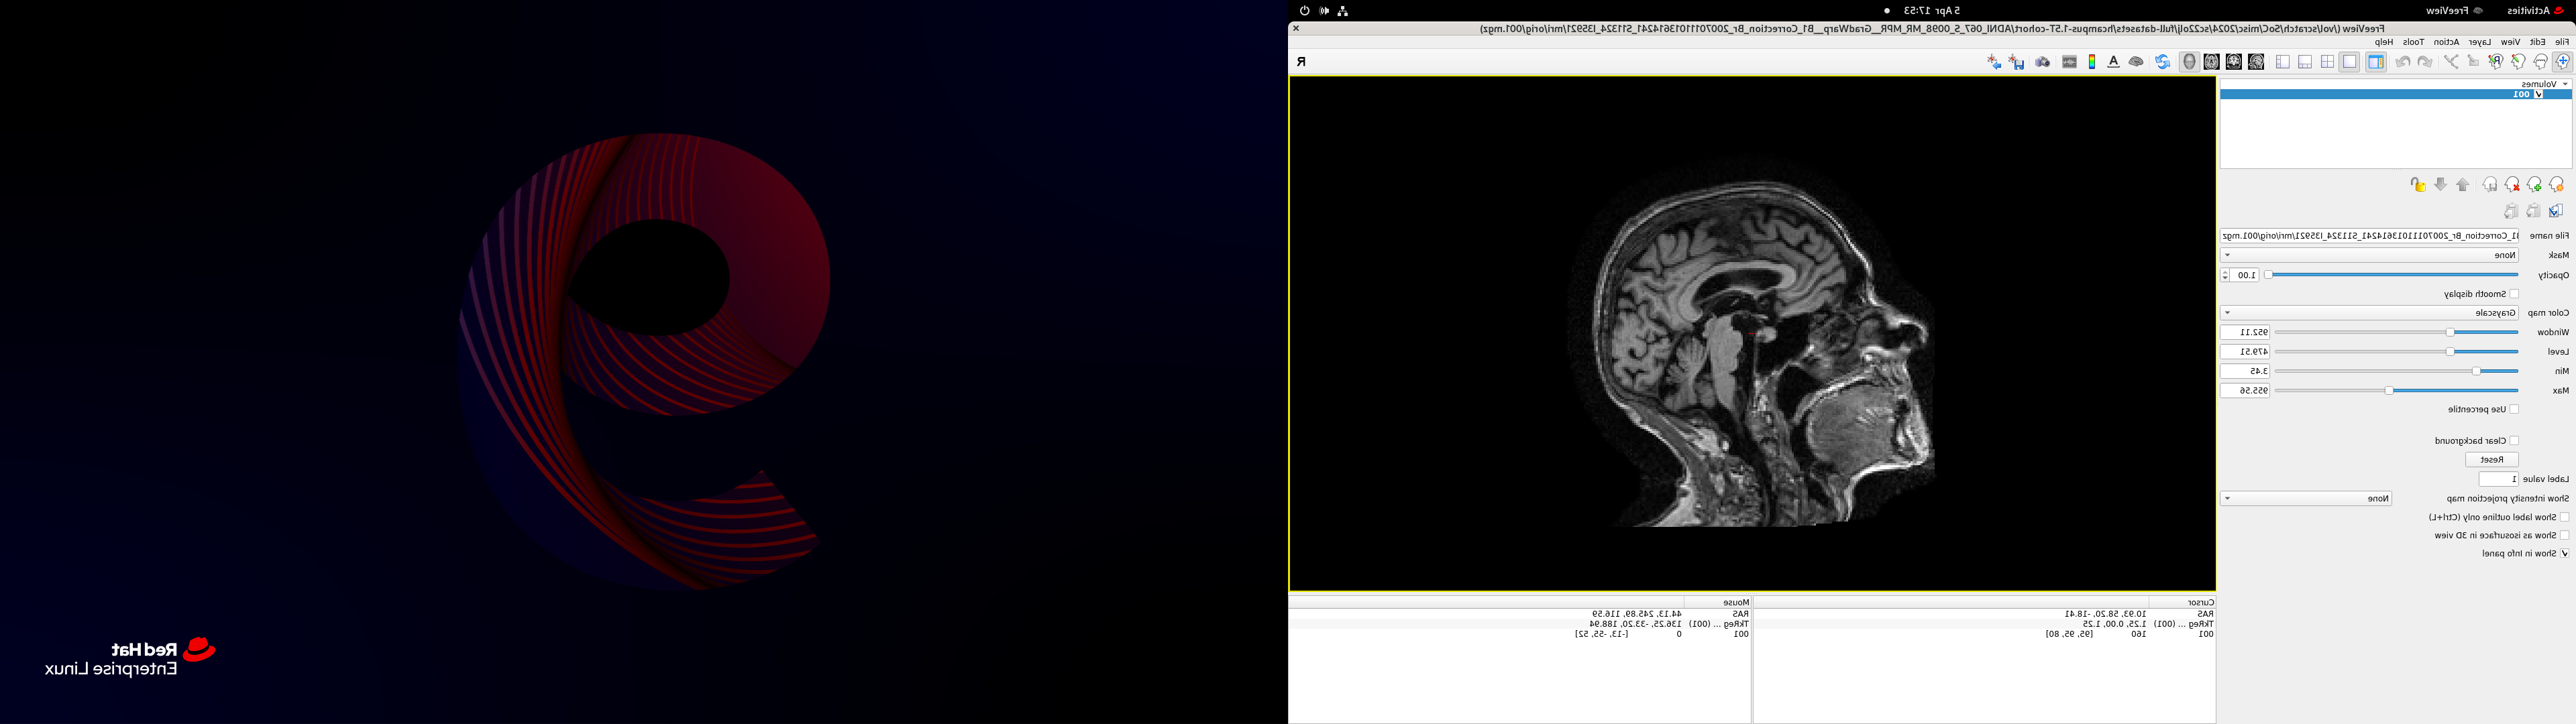 Activities
FreeView
5 Apr 17:53
FreeView (/vol/scratch/SoC/misc/2024/sc22olj/full-datasets/hcampus-1.5T-cohort/ADNI_067_S_0098_MR_MPR__GradWarp__B1_Correction_Br_20070111101361424​1_S11324_I35921/mri/orig/001.mgz)
File Edit View Layer Action Tools Help
R
Volumes
001
File name 31_Correction_Br_20070111101361424​1_S11324_I35921/mri/orig/001.mgz
Mask None
Opacity 1.00
Smooth display
Color map Grayscale
Window 952.11
Level 479.51
Min 3.45
Max 955.56
Use percentile
Clear background
Reset
Label value 1
Show intensity projection map None
Show label outline only (Ctrl+L)
Show as isosurface in 3D view
Show in Info panel
Cursor
RAS 10.93, 58.20, -18.41
TkReg ... (001) 1.25, 0.00, 1.25
001 160 [95, 95, 80]
Mouse
RAS 44.13, 245.89, 116.59
TkReg ... (001) 136.25, -33.20, 188.94
001 0 [-13, -55, 52]
Red Hat
Enterprise Linux